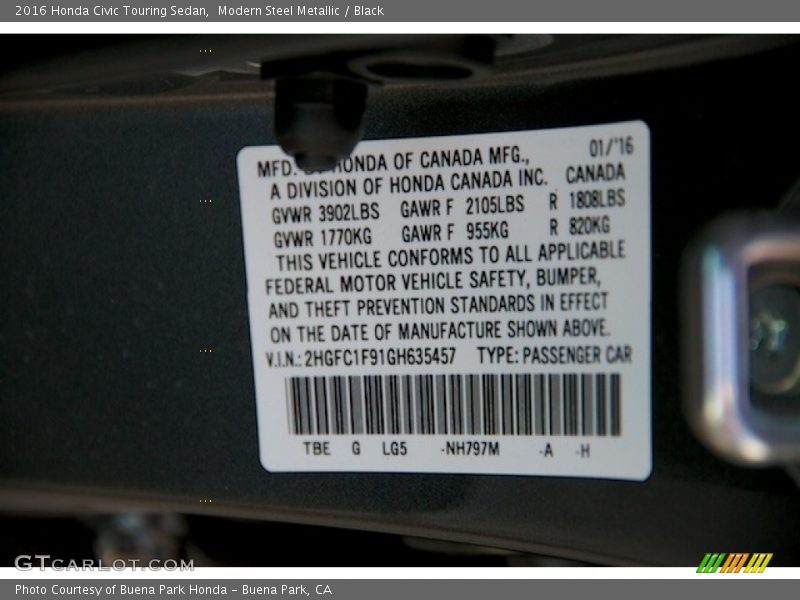 2016 Honda Civic Touring Sedan,  Modern Steel Metallic / Black
01/'16
MFD. HONDA OF CANADA MFG.,
A DIVISION OF HONDA CANADA INC. CANADA
GVWR 3902LBS GAWR F 2105LBS R 1808LBS
GVWR 1770KG GAWR F 955KG R 820KG
THIS VEHICLE CONFORMS TO ALL APPLICABLE
FEDERAL MOTOR VEHICLE SAFETY, BUMPER,
AND THEFT PREVENTION STANDARDS IN EFFECT
ON THE DATE OF MANUFACTURE SHOWN ABOVE.
V.I.N.: 2HGFC1F91GH635457 TYPE: PASSENGER CAR
TBE G LG5 -NH797M -A -H
GTCARLOT.COM
Photo Courtesy of Buena Park Honda – Buena Park, CA